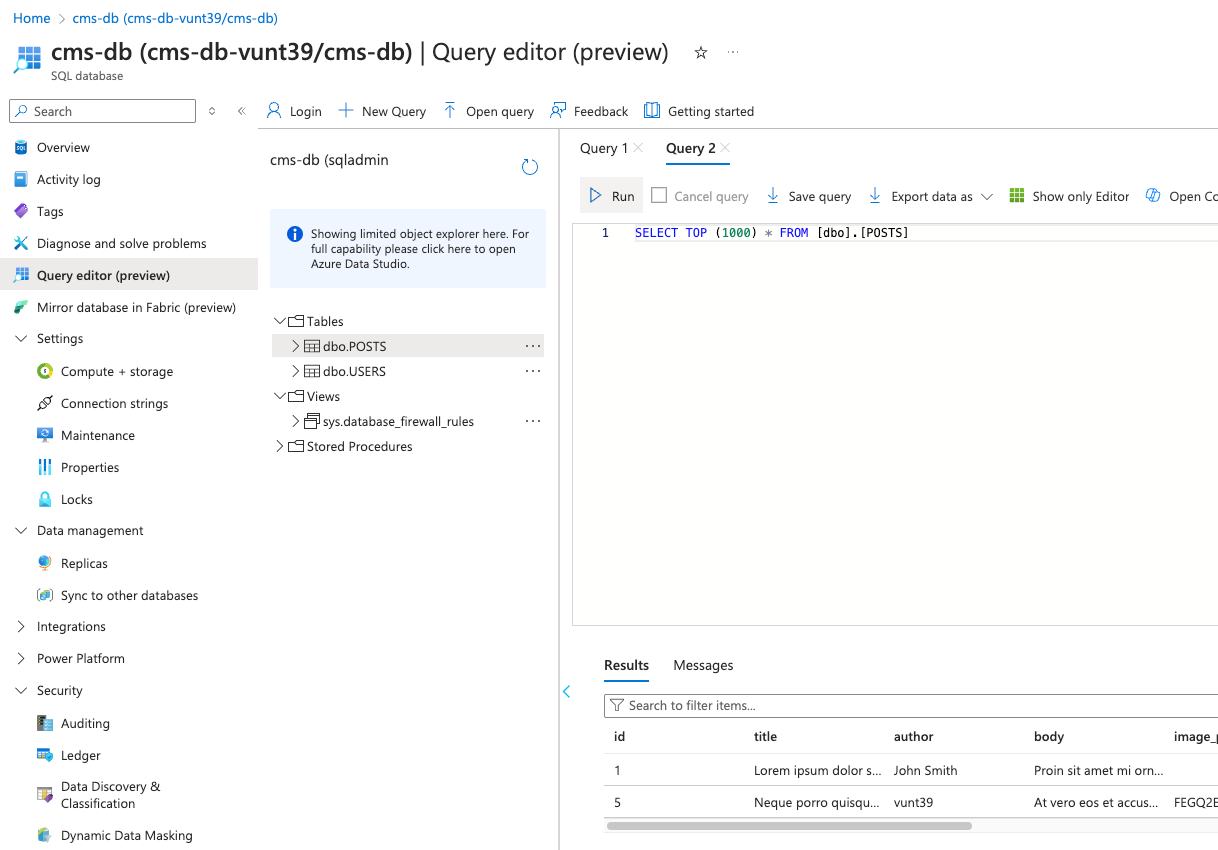 Home > cms-db (cms-db-vunt39/cms-db)
cms-db (cms-db-vunt39/cms-db) | Query editor (preview)
SQL database
Search
Login
New Query
Open query
Feedback
Getting started
Overview
Activity log
Tags
Diagnose and solve problems
Query editor (preview)
Mirror database in Fabric (preview)
Settings
Compute + storage
Connection strings
Maintenance
Properties
Locks
Data management
Replicas
Sync to other databases
Integrations
Power Platform
Security
Auditing
Ledger
Data Discovery &
Classification
Dynamic Data Masking
cms-db (sqladmin
Showing limited object explorer here. For
full capability please click here to open
Azure Data Studio.
Tables
dbo.POSTS
dbo.USERS
Views
sys.database_firewall_rules
Stored Procedures
Query 1
Query 2
Run
Cancel query
Save query
Export data as
Show only Editor
Open Co
1 SELECT TOP (1000) * FROM [dbo].[POSTS]
Results
Messages
Search to filter items...
id title author body image_p
1 Lorem ipsum dolor s... John Smith Proin sit amet mi orn...
5 Neque porro quisqu... vunt39 At vero eos et accus... FEGQ2E